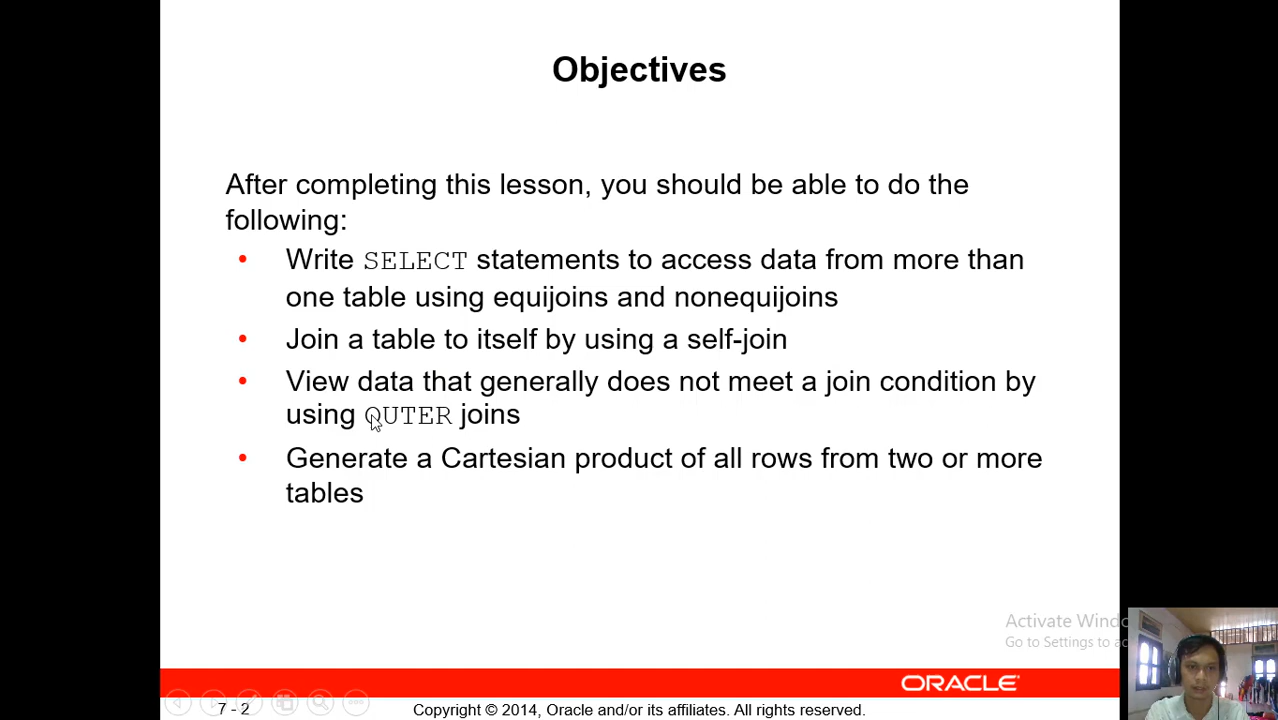 Objectives
After completing this lesson, you should be able to do the
following:
• Write SELECT statements to access data from more than
one table using equijoins and nonequijoins
• Join a table to itself by using a self-join
• View data that generally does not meet a join condition by
using OUTER joins
• Generate a Cartesian product of all rows from two or more
tables
Activate Windo
Go to Settings to ac
ORACLE
7 - 2
Copyright © 2014, Oracle and/or its affiliates. All rights reserved.